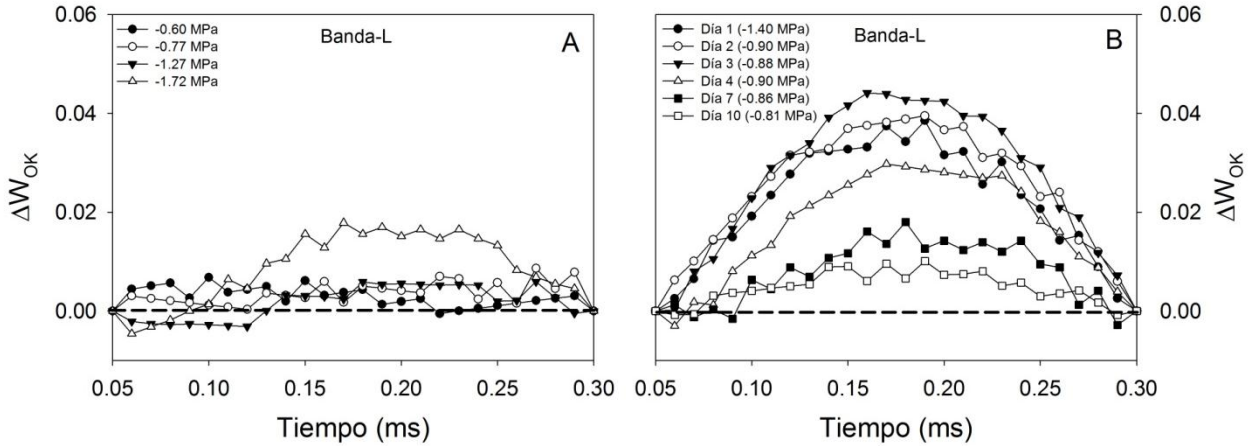 0.06
0.04
0.02
0.00
ΔW_OK
-0.60 MPa
-0.77 MPa
-1.27 MPa
-1.72 MPa
Banda-L
A
0.05 0.10 0.15 0.20 0.25 0.30
Tiempo (ms)
Día 1 (-1.40 MPa)
Día 2 (-0.90 MPa)
Día 3 (-0.88 MPa)
Día 4 (-0.90 MPa)
Día 7 (-0.86 MPa)
Día 10 (-0.81 MPa)
Banda-L
B
0.05 0.10 0.15 0.20 0.25 0.30
Tiempo (ms)
0.06
0.04
0.02
0.00
ΔW_OK